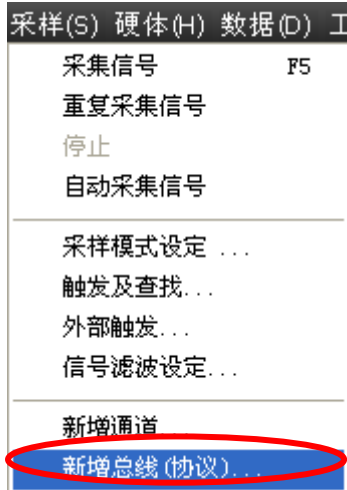 采样(S) 硬体(H) 数据(D) 工
采集信号 F5
重复采集信号
停止
自动采集信号
采样模式设定 ...
触发及查找...
外部触发...
信号滤波设定...
新增通道...
新增总线(协议)...